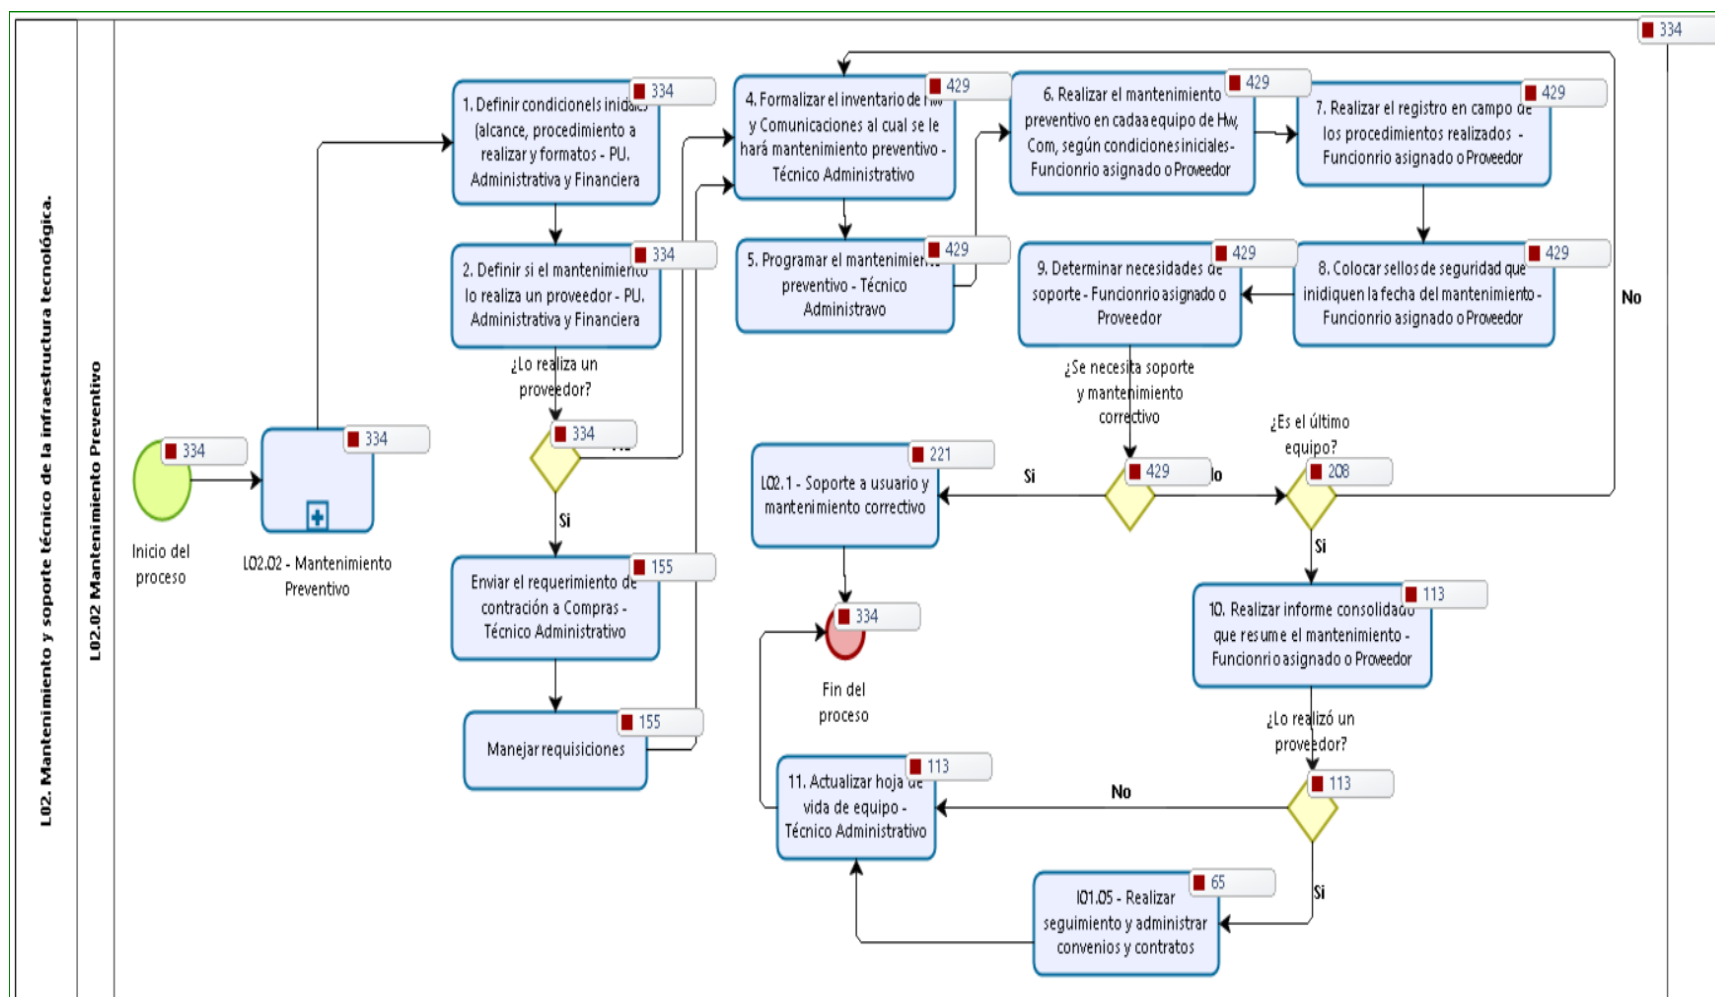 L02. Mantenimiento y soporte técnico de la infraestructura tecnológica.
L02.02 Mantenimiento Preventivo
334
334
Inicio del
proceso
334
L02.02 - Mantenimiento
Preventivo
334
1. Definir condicionels inidales
(alcance, procedimiento a
realizar y formatos - PU.
Administrativa y Financiera
334
2. Definir si el mantenimiento
lo realiza un proveedor - PU.
Administrativa y Financiera
¿Lo realiza un
proveedor?
334
Si
155
Enviar el requerimiento de
contración a Compras -
Técnico Administrativo
155
Manejar requisiciones
429
4. Formalizar el inventario de Hw
y Comunicaciones al cual se le
hará mantenimiento preventivo -
Técnico Administrativo
429
5. Programar el mantenimiento
preventivo - Técnico
Administravo
429
6. Realizar el mantenimiento
preventivo en cadaa equipo de Hw,
Com, según condiciones iniciales-
Funcionrio asignado o Proveedor
429
7. Realizar el registro en campo de
los procedimientos realizados -
Funcionrio asignado o Proveedor
429
8. Colocar sellos de seguridad que
inidiquen la fecha del mantenimiento -
Funcionrio asignado o Proveedor
429
9. Determinar necesidades de
soporte - Funcionrio asignado o
Proveedor
¿Se necesita soporte
y mantenimiento
correctivo
429
Si
221
L02.1 - Soporte a usuario y
mantenimiento correctivo
¿Es el último
equipo?
208
No
Si
113
10. Realizar informe consolidado
que resume el mantenimiento -
Funcionrio asignado o Proveedor
¿Lo realizó un
proveedor?
113
No
Si
65
I01.05 - Realizar
seguimiento y administrar
convenios y contratos
113
11. Actualizar hoja de
vida de equipo -
Técnico Administrativo
334
Fin del
proceso